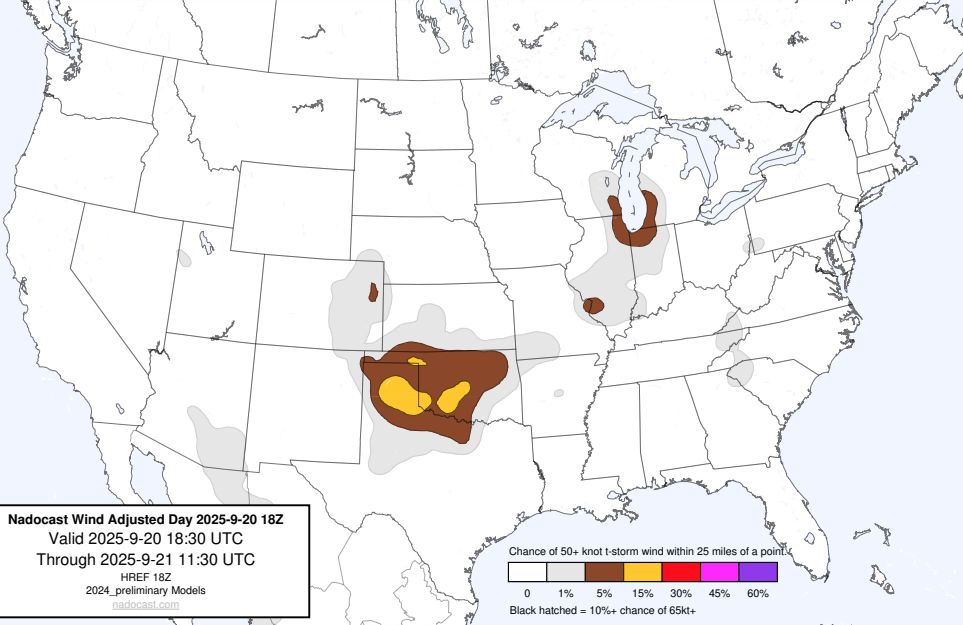 Nadocast Wind Adjusted Day 2025-9-20 18Z
Valid 2025-9-20 18:30 UTC
Through 2025-9-21 11:30 UTC
HREF 18Z
2024_preliminary Models
nadocast.com
Chance of 50+ knot t-storm wind within 25 miles of a point.
0 1% 5% 15% 30% 45% 60%
Black hatched = 10%+ chance of 65kt+